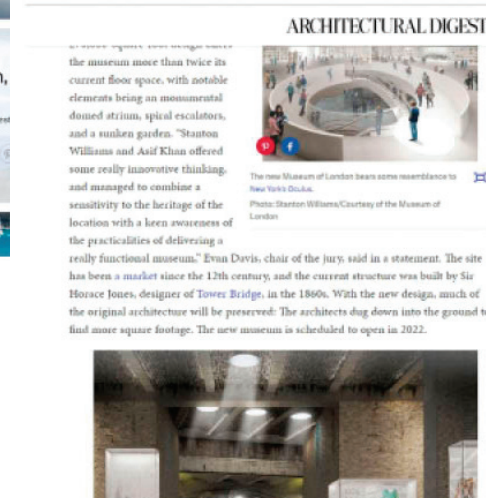 ARCHITECTURAL DIGEST
the museum more than twice its
current floor space, with notable
elements being an monumental
domed atrium, spiral escalators,
and a sunken garden. "Stanton
Williams and Asif Khan offered
some really innovative thinking,
and managed to combine a
sensitivity to the heritage of the
location with a keen awareness of
the practicalities of delivering a
The new Museum of London bears some resemblance to
New York's Oculus.
Photo: Stanton Williams/Courtesy of the Museum of
London
really functional museum," Evan Davis, chair of the jury, said in a statement. The site
has been a market since the 12th century, and the current structure was built by Sir
Horace Jones, designer of Tower Bridge, in the 1860s. With the new design, much of
the original architecture will be preserved: The architects dug down into the ground to
find more square footage. The new museum is scheduled to open in 2022.